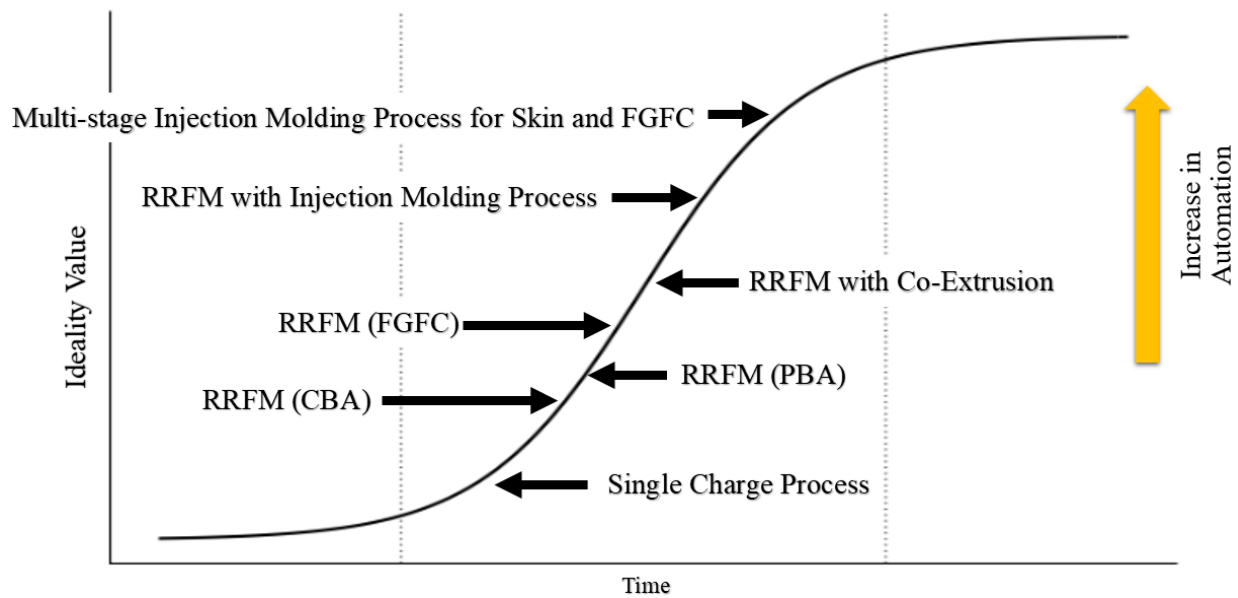 Multi-stage Injection Molding Process for Skin and FGFC
RRFM with Injection Molding Process
RRFM with Co-Extrusion
RRFM (FGFC)
RRFM (PBA)
RRFM (CBA)
Single Charge Process
Ideality Value
Time
Increase in
Automation